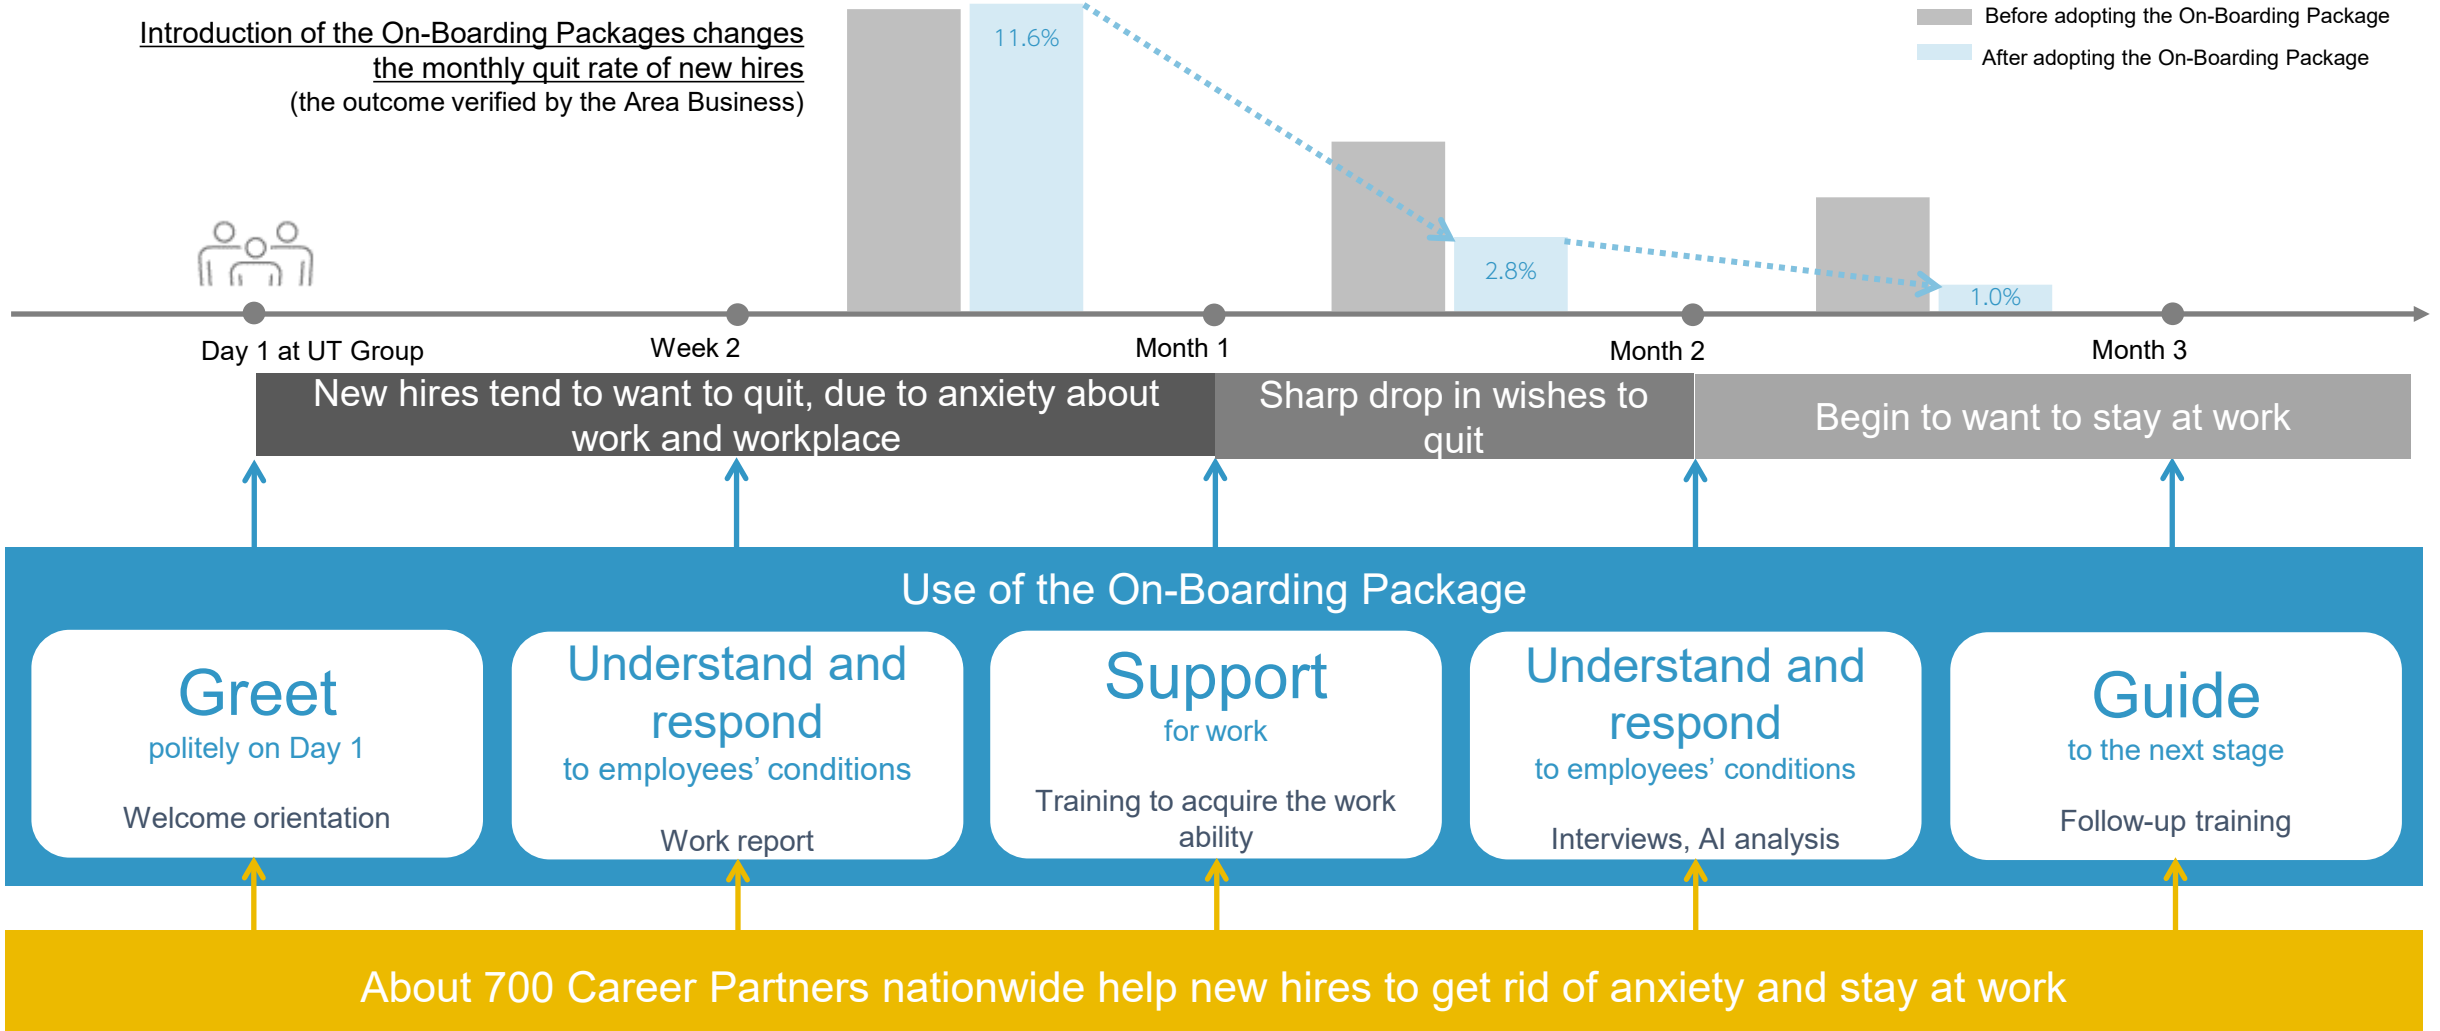 Introduction of the On-Boarding Packages changes
the monthly quit rate of new hires
(the outcome verified by the Area Business)
Before adopting the On-Boarding Package
After adopting the On-Boarding Package
11.6%
2.8%
1.0%
Day 1 at UT Group
Week 2
Month 1
Month 2
Month 3
New hires tend to want to quit, due to anxiety about
work and workplace
Sharp drop in wishes to
quit
Begin to want to stay at work
Use of the On-Boarding Package
Greet
politely on Day 1
Welcome orientation
Understand and
respond
to employees’ conditions
Work report
Support
for work
Training to acquire the work
ability
Understand and
respond
to employees’ conditions
Interviews, AI analysis
Guide
to the next stage
Follow-up training
About 700 Career Partners nationwide help new hires to get rid of anxiety and stay at work